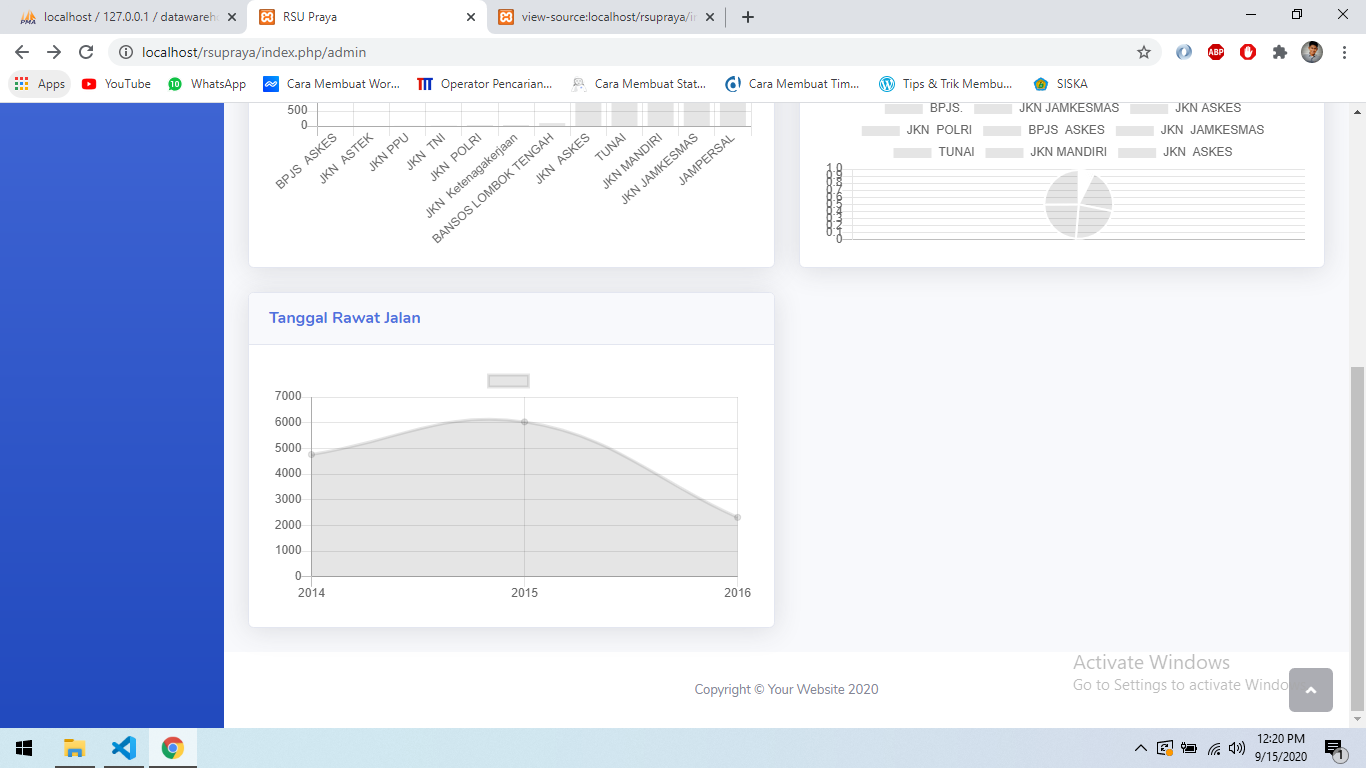 localhost / 127.0.0.1 / datawareh
RSU Praya
view-source:localhost/rsupraya/in
localhost/rsupraya/index.php/admin
Apps
YouTube
WhatsApp
Cara Membuat Wor...
Operator Pencarian...
Cara Membuat Stat...
Cara Membuat Tim...
Tips & Trik Membu...
SISKA
500
0
BPJS ASKES
JKN ASTEK
JKN PPU
JKN TNI
JKN POLRI
JKN Ketenagakerjaan
BANSOS LOMBOK TENGAH
JKN ASKES
TUNAI
JKN MANDIRI
JKN JAMKESMAS
JAMPERSAL
BPJS. JKN JAMKESMAS JKN ASKES
JKN POLRI BPJS ASKES JKN JAMKESMAS
TUNAI JKN MANDIRI JKN ASKES
1.0
0.9
0.8
0.7
0.6
0.5
0.4
0.3
0.2
0.1
0
Tanggal Rawat Jalan
7000
6000
5000
4000
3000
2000
1000
0
2014 2015 2016
Activate Windows
Go to Settings to activate Windo
Copyright © Your Website 2020
12:20 PM
9/15/2020